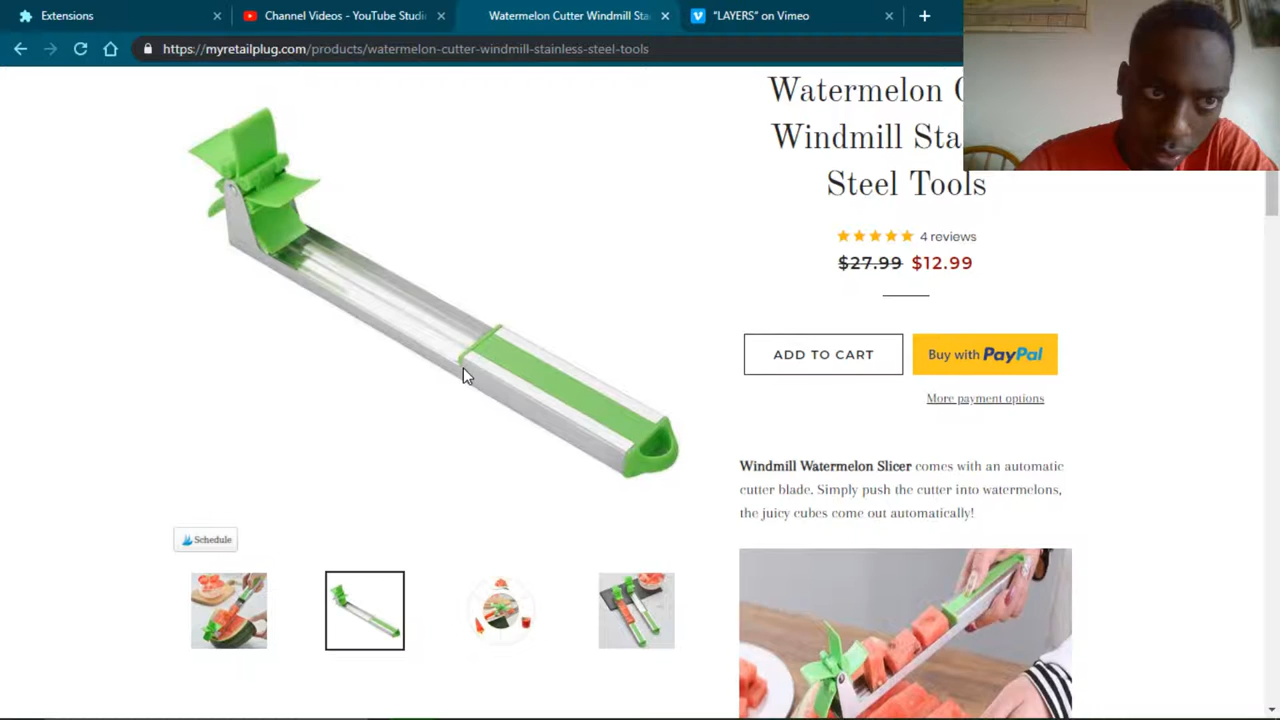 Extensions
Channel Videos - YouTube Studi
Watermelon Cutter Windmill Sta
"LAYERS" on Vimeo
https://myretailplug.com/products/watermelon-cutter-windmill-stainless-steel-tools
Watermelon C
Windmill Sta
Steel Tools
4 reviews
$27.99 $12.99
ADD TO CART
Buy with PayPal
More payment options
Windmill Watermelon Slicer comes with an automatic
cutter blade. Simply push the cutter into watermelons,
the juicy cubes come out automatically!
Schedule